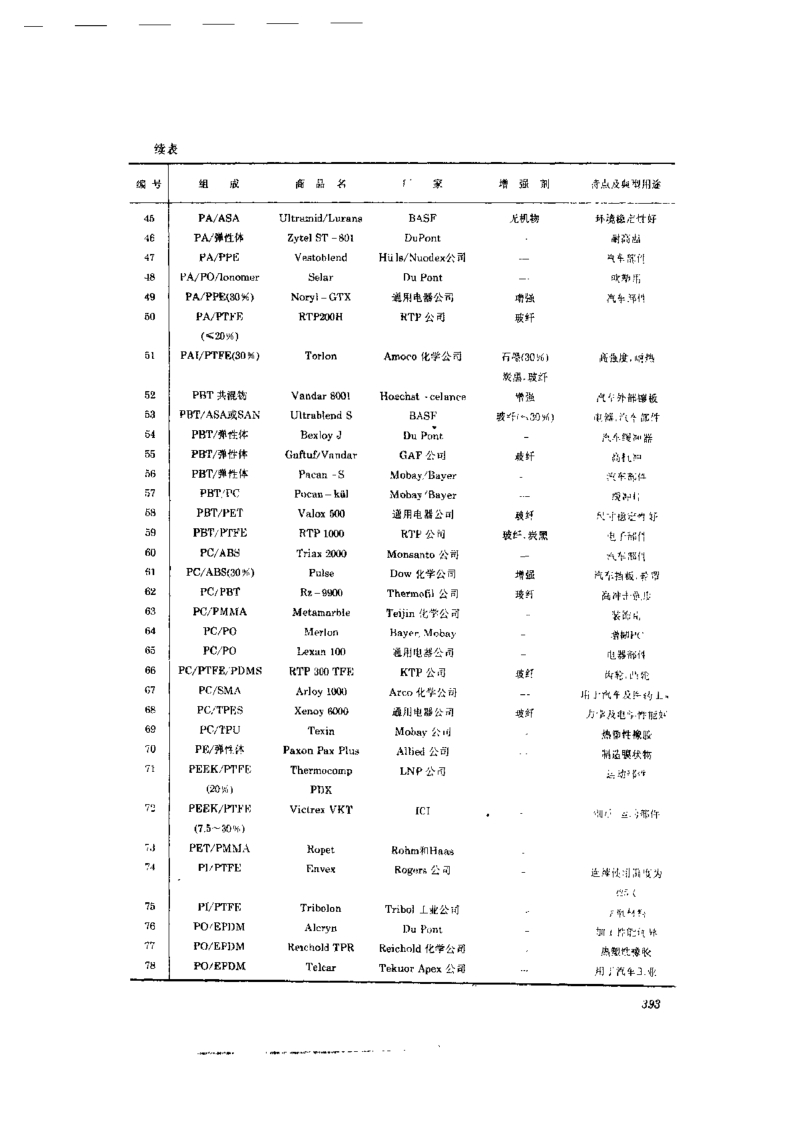 续表
编号 组成 商品名 厂家 增强剂 特点及典型用途
45 PA/ASA Ultramid/Lurans BASF 无机物 环境稳定性好
46 PA/弹性体 Zytel ST-801 DuPont 耐高温
47 PA/PPE Vestoblend Hüls/Nuodex公司 — 汽车部件
48 PA/PO/Ionomer Selar Du Pont — 吹塑用
49 PA/PPE(30%) Noryl-GTX 通用电器公司 增强 汽车部件
50 PA/PTFE RTP200H RTP 公司 玻纤
(≤20%)
51 PAI/PTFE(30%) Torlon Amoco 化学公司 石墨(30%) 高强度,耐热
炭黑.玻纤
52 PBT 共混物 Vandar 8001 Hoechat-celance 增强 汽车外部镶板
53 PBT/ASA或SAN Ultrablend S BASF 玻纤(~30%) 电器.汽车部件
54 PBT/弹性体 Bexloy J Du Pont - 汽车缓冲器
55 PBT/弹性体 Gaftuf/Vandar GAF 公司 玻纤 高抗冲
56 PBT/弹性体 Pacan-S Mobay/Bayer - 汽车部件
57 PBT/PC Pocan-kül Mobay/Bayer —
58 PBT/PET Valox 500 通用电器公司 玻纤 尺寸稳定性好
59 PBT/PTFE RTP 1000 RTP 公司 玻纤.炭黑 电子部件
60 PC/ABS Triax 2000 Monsanto 公司 — 汽车部件
61 PC/ABS(30%) Pulse Dow 化学公司 增强 汽车挡板.
62 PC/PBT Rz-9900 Thermofil 公司 玻纤
63 PC/PMMA Metamarble Teijin 化学公司 - 装饰品
64 PC/PO Merlon Bayer, Mobay - 增韧PC
65 PC/PO Lexan 100 通用电器公司 - 电器部件
66 PC/PTFE/PDMS RTP 300 TFE KTP 公司 玻纤 齿轮.凸轮
67 PC/SMA Arloy 1000 Arco 化学公司 -- 用于汽车及
68 PC/TPES Xenoy 6000 通用电器公司 玻纤 力学及电学性能好
69 PC/TPU Texin Mobay 公司 - 热塑性橡胶
70 PE/弹性体 Paxon Pax Plus Allied 公司 制造膜状物
71 PEEK/PTFE Thermocomp LNP 公司 运动部件
(20%) PDX
72 PEEK/PTFE Victrex VKT ICI - 部件
(7.5~30%)
73 PET/PMMA Ropet Rohm和Haas -
74 PI/PTFE Envex Rogers 公司 - 连续使用温度为
75 PI/PTFE Tribolon Tribol 工业公司
76 PO/EPDM Alcryn Du Pont - 加工性能
77 PO/EPDM Reichold TPR Reichold 化学公司 热塑性橡胶
78 PO/EPDM Telcar Tekuor Apex 公司 ... 用于汽车工业
393